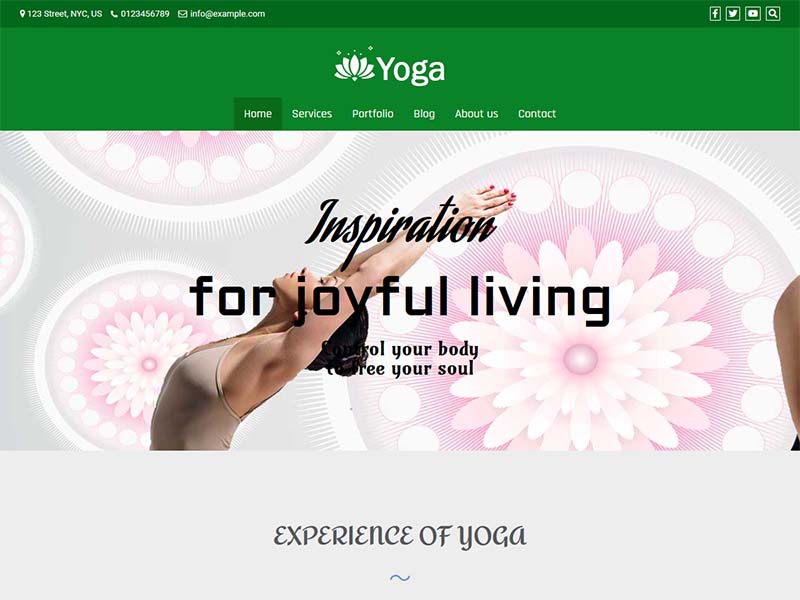 123 Street, NYC, US 0123456789 info@example.com
Yoga
Home Services Portfolio Blog About us Contact
Inspiration
for joyful living
Control your body
to free your soul
EXPERIENCE OF YOGA